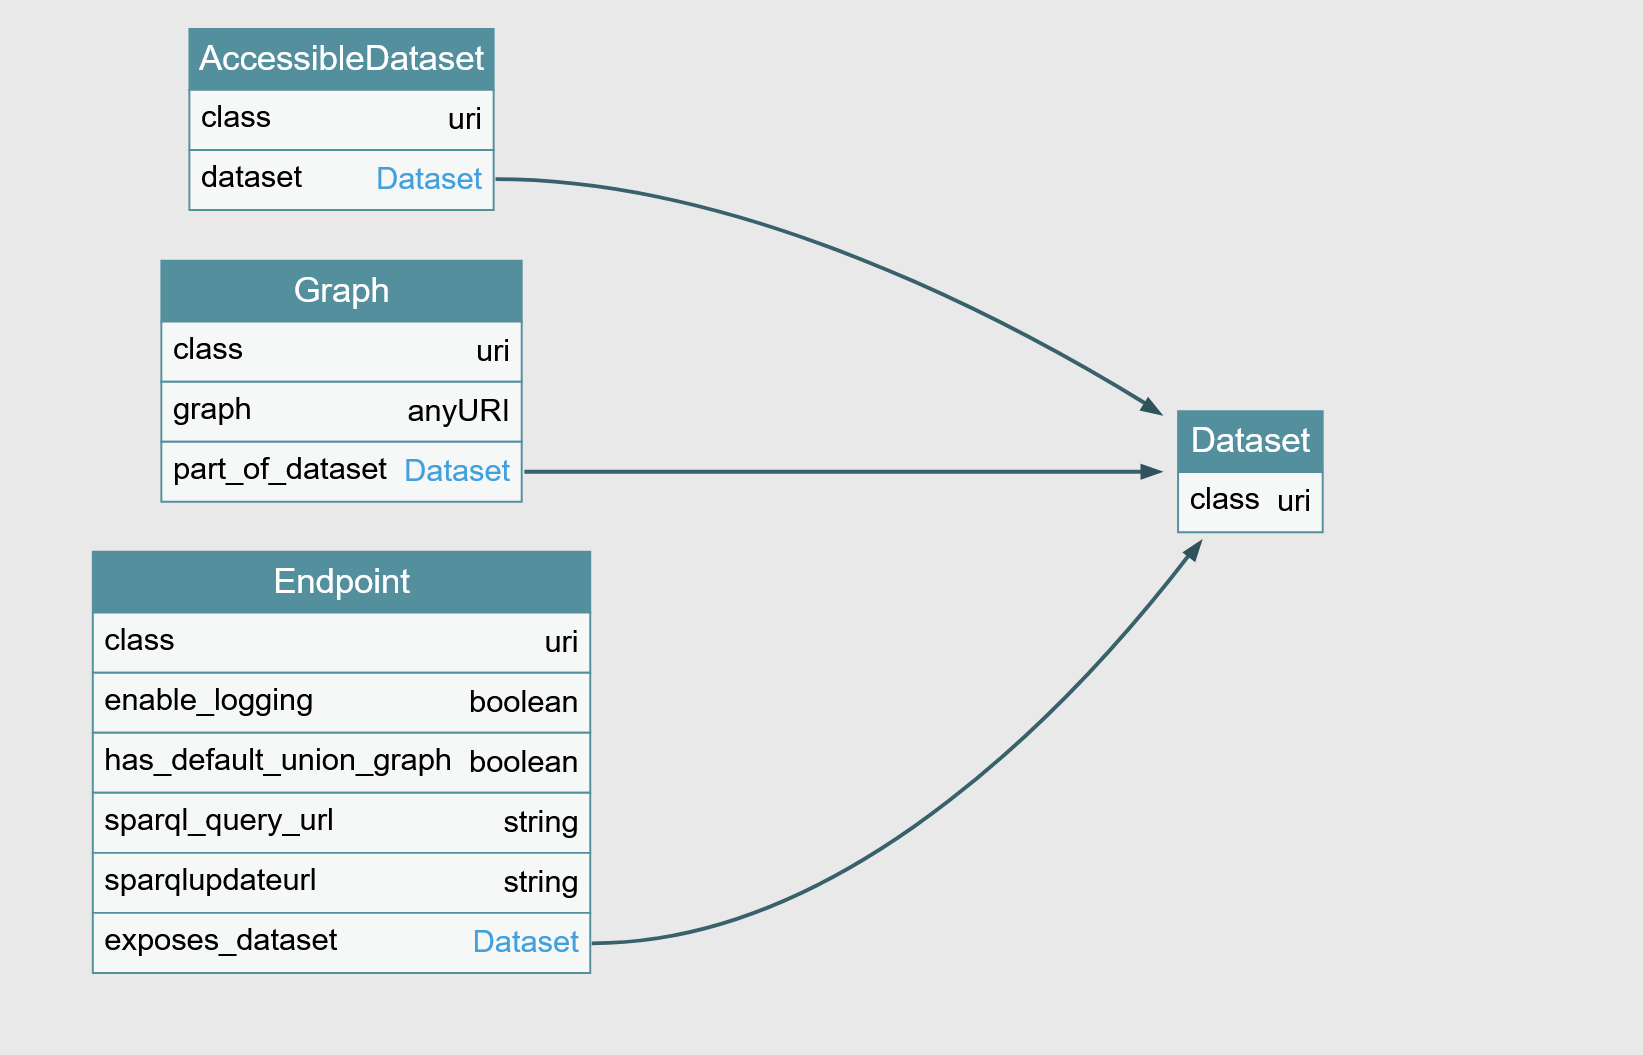 AccessibleDataset
class uri
dataset Dataset
Graph
class uri
graph anyURI
part_of_dataset Dataset
Dataset
class uri
Endpoint
class uri
enable_logging boolean
has_default_union_graph boolean
sparql_query_url string
sparqlupdateurl string
exposes_dataset Dataset